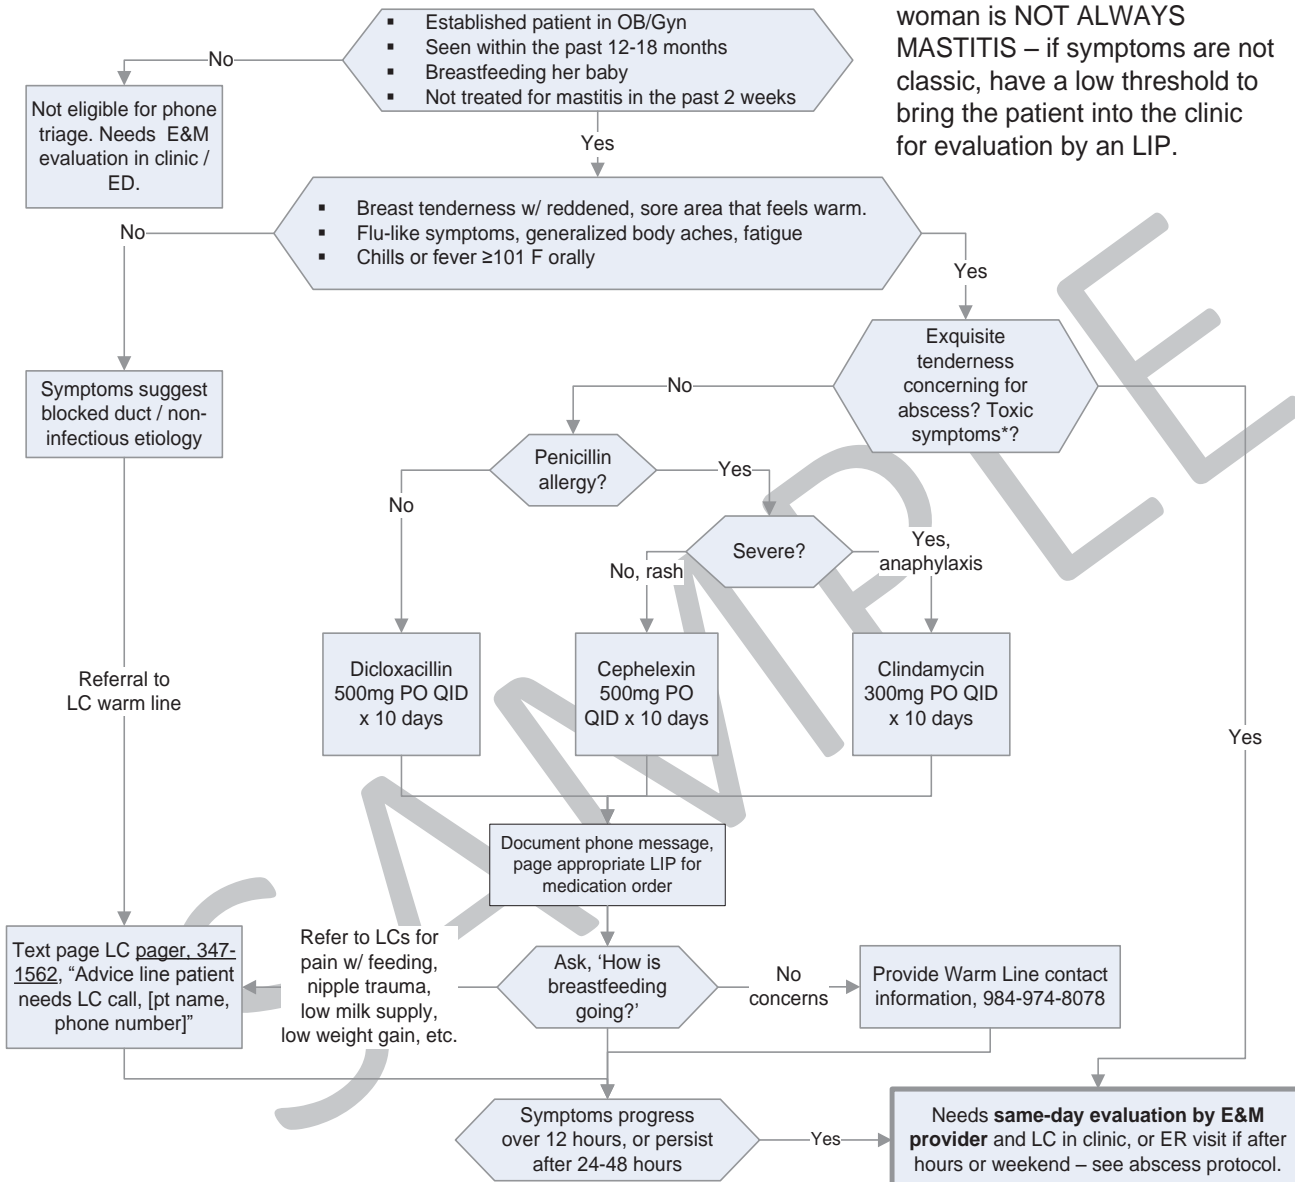 ▪ Established patient in OB/Gyn
▪ Seen within the past 12-18 months
▪ Breastfeeding her baby
▪ Not treated for mastitis in the past 2 weeks
woman is NOT ALWAYS
MASTITIS – if symptoms are not
classic, have a low threshold to
bring the patient into the clinic
for evaluation by an LIP.
No
Not eligible for phone
triage. Needs E&M
evaluation in clinic /
ED.
Yes
▪ Breast tenderness w/ reddened, sore area that feels warm.
▪ Flu-like symptoms, generalized body aches, fatigue
▪ Chills or fever ≥101 F orally
No
Yes
Symptoms suggest
blocked duct / non-
infectious etiology
Exquisite
tenderness
concerning for
abscess? Toxic
symptoms*?
No
Penicillin
allergy?
Yes
No
Severe?
No, rash
Yes,
anaphylaxis
Dicloxacillin
500mg PO QID
x 10 days
Cephelexin
500mg PO
QID x 10 days
Clindamycin
300mg PO QID
x 10 days
Referral to
LC warm line
Yes
Document phone message,
page appropriate LIP for
medication order
Text page LC pager, 347-
1562, “Advice line patient
needs LC call, [pt name,
phone number]”
Refer to LCs for
pain w/ feeding,
nipple trauma,
low milk supply,
low weight gain, etc.
Ask, ‘How is
breastfeeding
going?’
No
concerns
Provide Warm Line contact
information, 984-974-8078
Symptoms progress
over 12 hours, or persist
after 24-48 hours
Yes
Needs same-day evaluation by E&M
provider and LC in clinic, or ER visit if after
hours or weekend – see abscess protocol.
SAMPLE